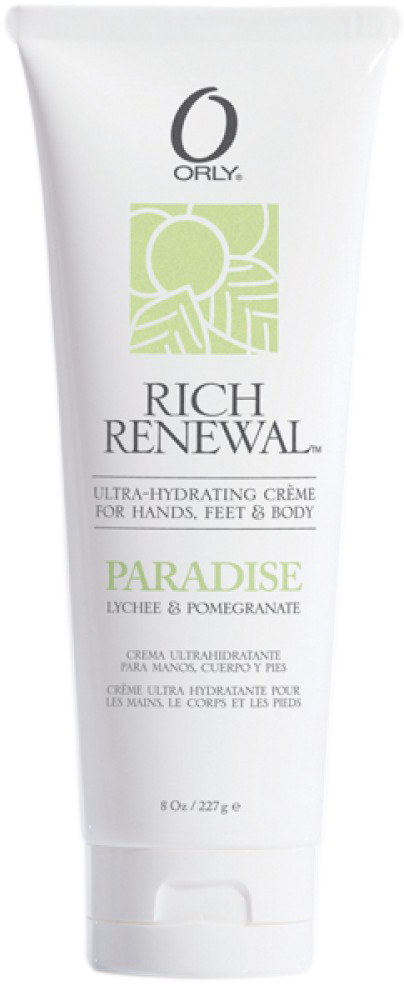 O
ORLY®
RICH
RENEWAL™
ULTRA-HYDRATING CRÈME
FOR HANDS, FEET & BODY
PARADISE
LYCHEE & POMEGRANATE
CREMA ULTRAHIDRATANTE
PARA MANOS, CUERPO Y PIES
CRÈME ULTRA HYDRATANTE POUR
LES MAINS, LE CORPS ET LES PIEDS
8 Oz / 227 g e